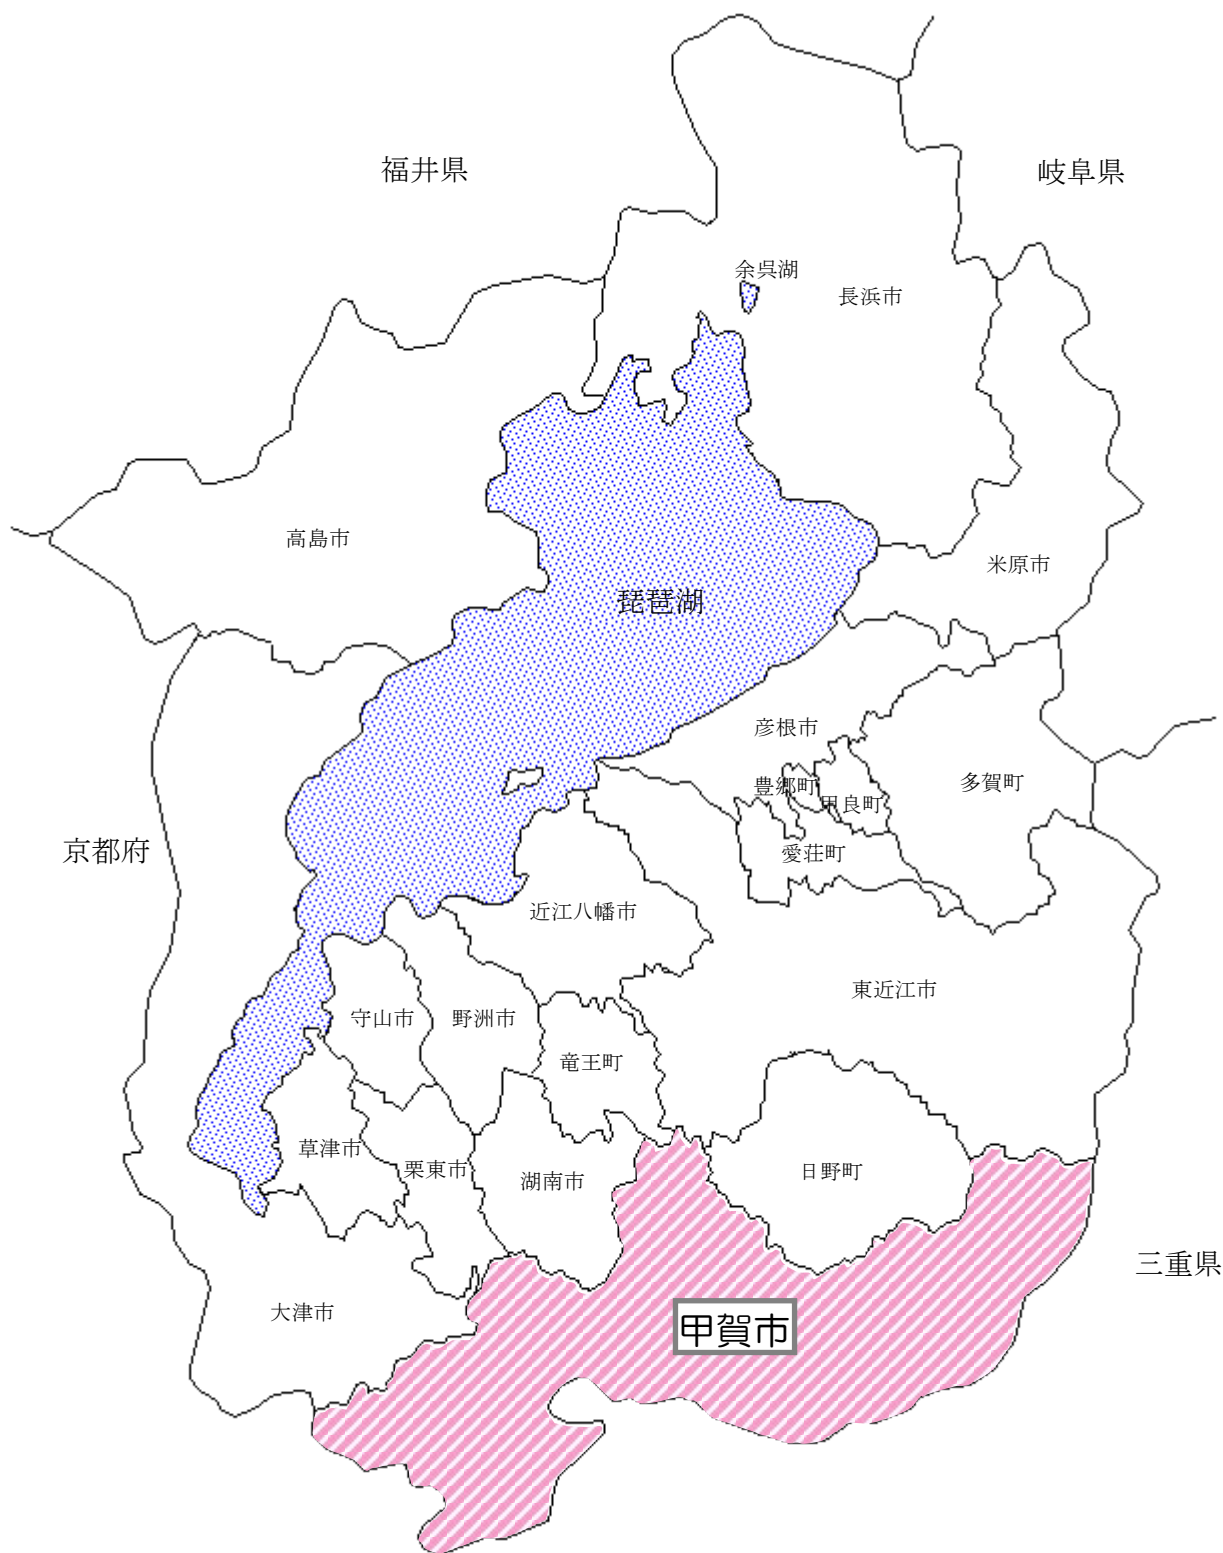 福井県
岐阜県
余呉湖
長浜市
高島市
米原市
琵琶湖
彦根市
豊郷町
甲良町
多賀町
京都府
愛荘町
近江八幡市
東近江市
守山市
野洲市
竜王町
草津市
栗東市
湖南市
日野町
三重県
大津市
甲賀市